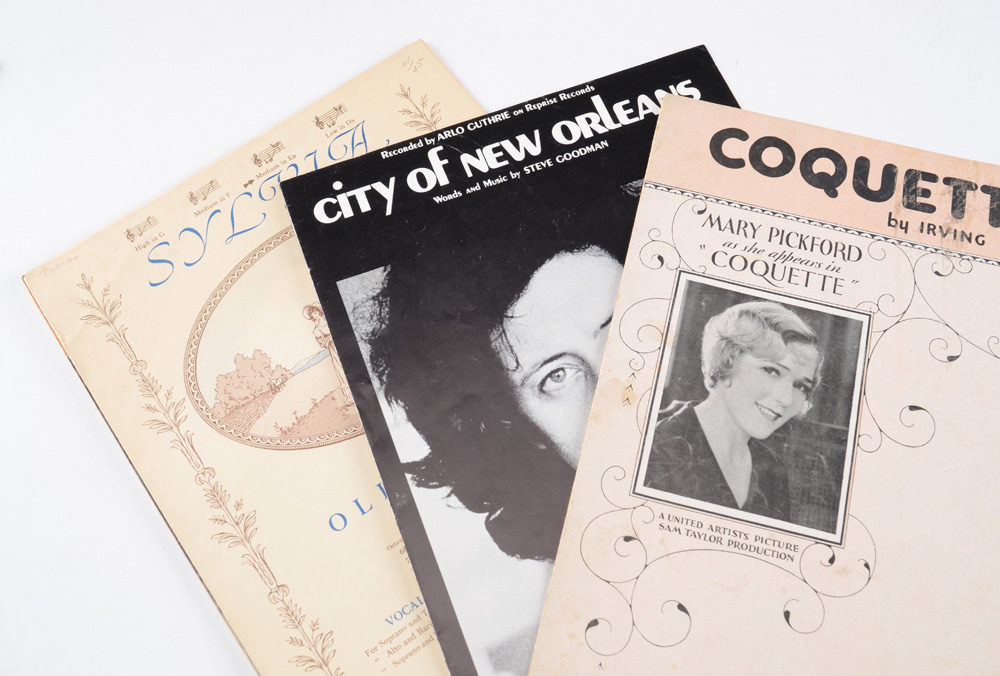 Low in Db
Medium in Eb
Medium in F
High in G
SYLVIA
OL
VOCAL
For Soprano and T
" Alto and Bar
" Soprano and
Recorded by ARLO GUTHRIE on Reprise Records
city of NEW ORLEANS
Words and Music by STEVE GOODMAN
COQUETT
by IRVING
MARY PICKFORD
as she appears in
"COQUETTE"
A UNITED ARTISTS PICTURE
SAM TAYLOR PRODUCTION